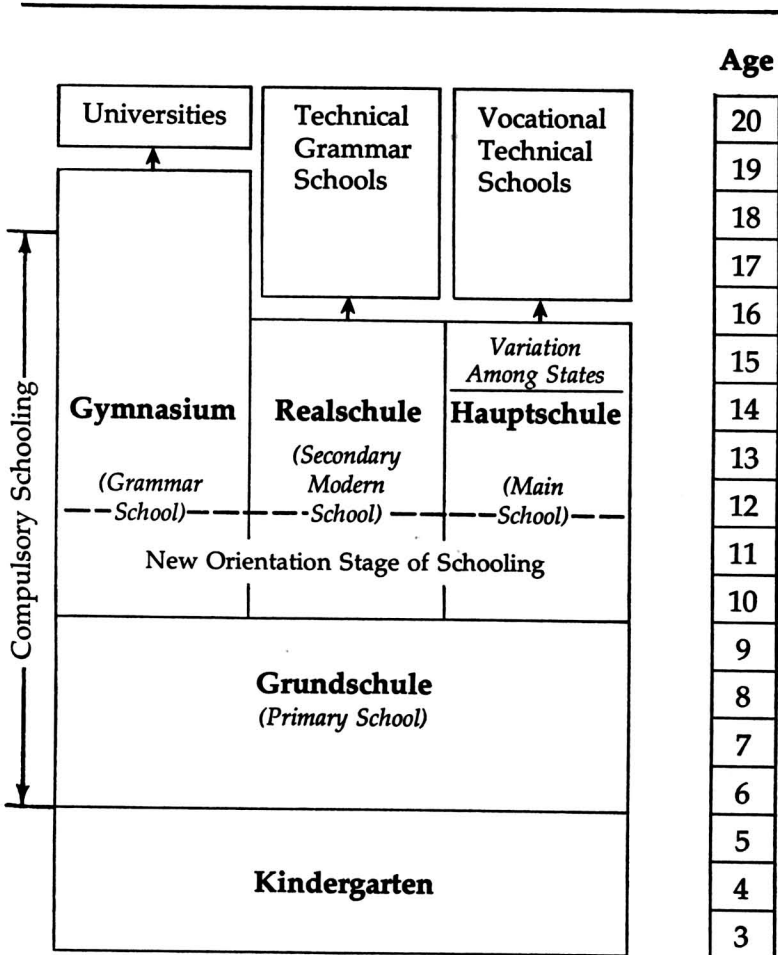 Age
Universities
Technical
Grammar
Schools
Vocational
Technical
Schools
Compulsory Schooling
Gymnasium
(Grammar
School)
Realschule
(Secondary
Modern
School)
Variation
Among States
Hauptschule
(Main
School)
New Orientation Stage of Schooling
Grundschule
(Primary School)
Kindergarten
20
19
18
17
16
15
14
13
12
11
10
9
8
7
6
5
4
3